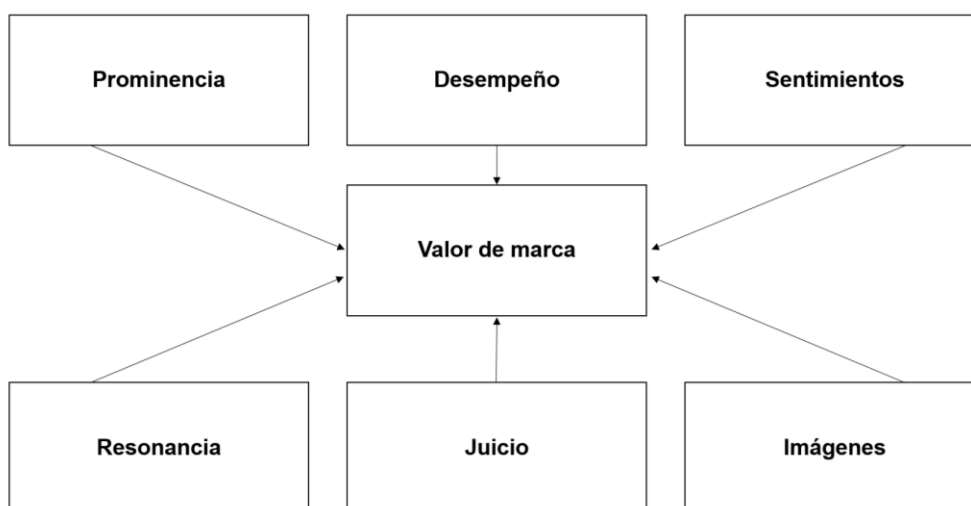 Prominencia
Desempeño
Sentimientos
Valor de marca
Resonancia
Juicio
Imágenes